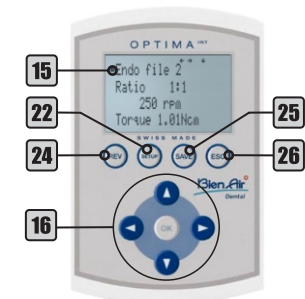 OPTIMA INT
15
Endo file 2
Ratio 1:1
250 rpm
Torque 1.01Ncm
22
25
SWISS MADE
24
REV
SETUP
SAVE
ESC
26
Bien Air
Dental
16
OK